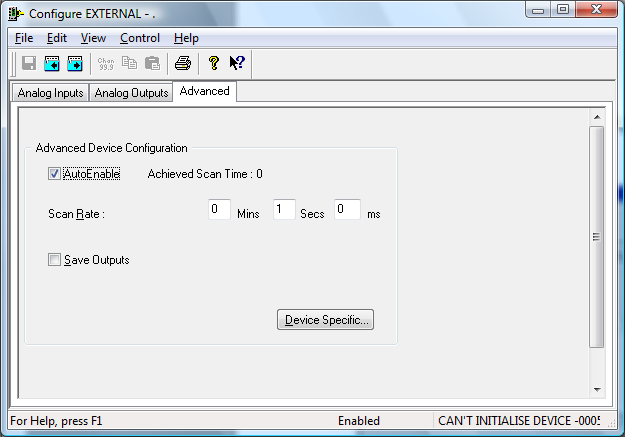 Configure EXTERNAL - .
File Edit View Control Help
Chan 99.9
Analog Inputs Analog Outputs Advanced
Advanced Device Configuration
AutoEnable Achieved Scan Time : 0
Scan Rate : 0 Mins 1 Secs 0 ms
Save Outputs
Device Specific...
For Help, press F1 Enabled CAN'T INITIALISE DEVICE -0005